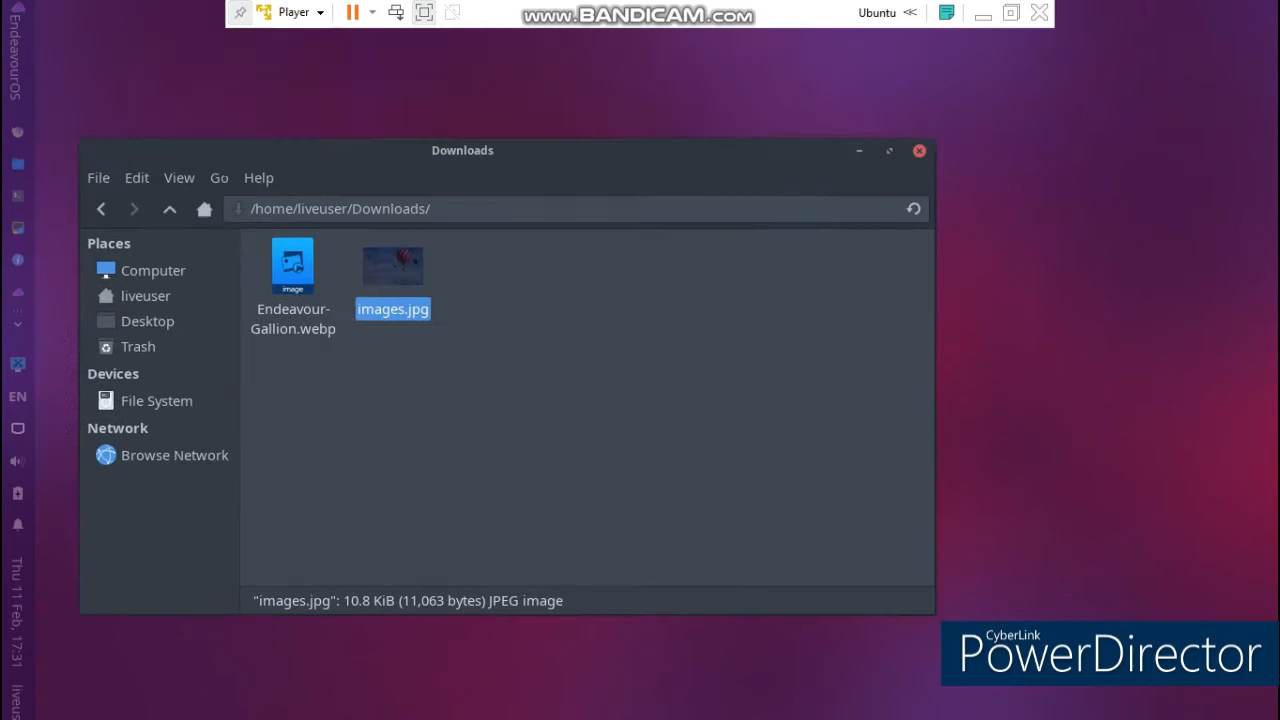 Player
www.BANDICAM.com
Ubuntu
EndeavourOS
Downloads
File Edit View Go Help
/home/liveuser/Downloads/
Places
Computer
liveuser
Desktop
Trash
Devices
File System
Network
Browse Network
image
Endeavour-
Gallion.webp
images.jpg
"images.jpg": 10.8 KiB (11,063 bytes) JPEG image
EN
Thu 11 Feb, 17:31
liveus
CyberLink
PowerDirector